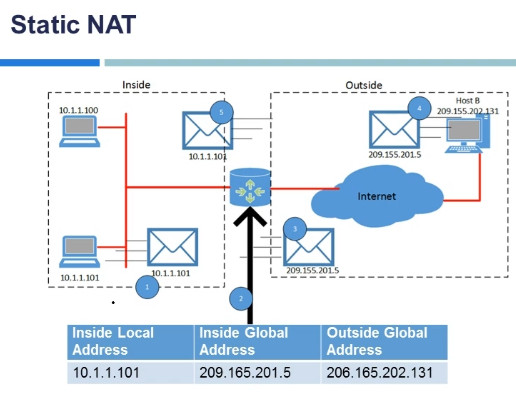 Static NAT
Inside
Outside
10.1.1.100
5
10.1.1.101
4
Host B
209.155.202.131
209.155.201.5
Internet
10.1.1.101
1
10.1.1.101
2
3
209.155.201.5
Inside Local Address
Inside Global Address
Outside Global Address
10.1.1.101
209.165.201.5
206.165.202.131